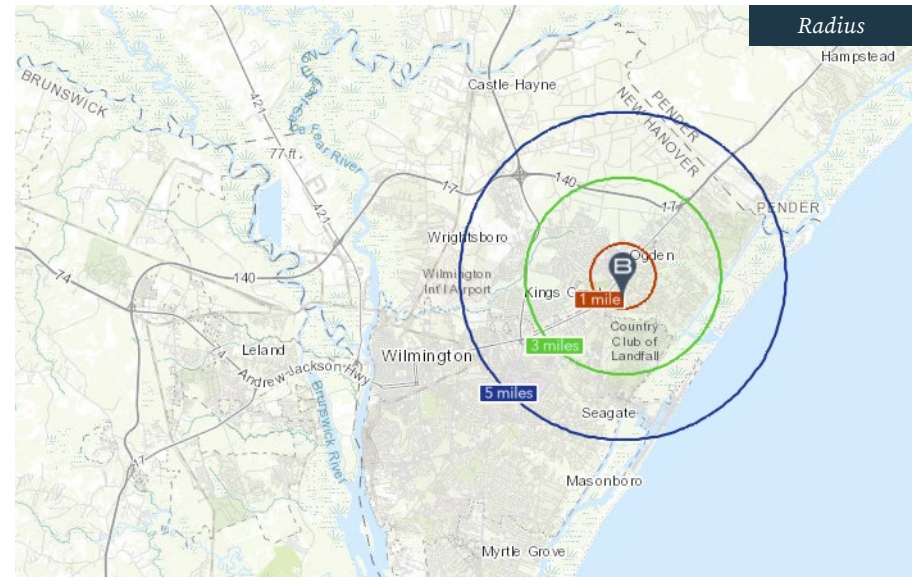 Radius
Hampstead
Castle Hayne
BRUNSWICK
421
Cape Fear River
PENDER
NEW HANOVER
77 ft
17
140
17
421
PENDER
Wrightsboro
Ogden
B
74
140
Wilmington
Int'l Airport
Kings G
1 mile
Country
Club of
Landfall
3 miles
Leland
74
Wilmington
Andrew Jackson Hwy
Brunswick River
5 miles
Seagate
17
Masonboro
Myrtle Grove